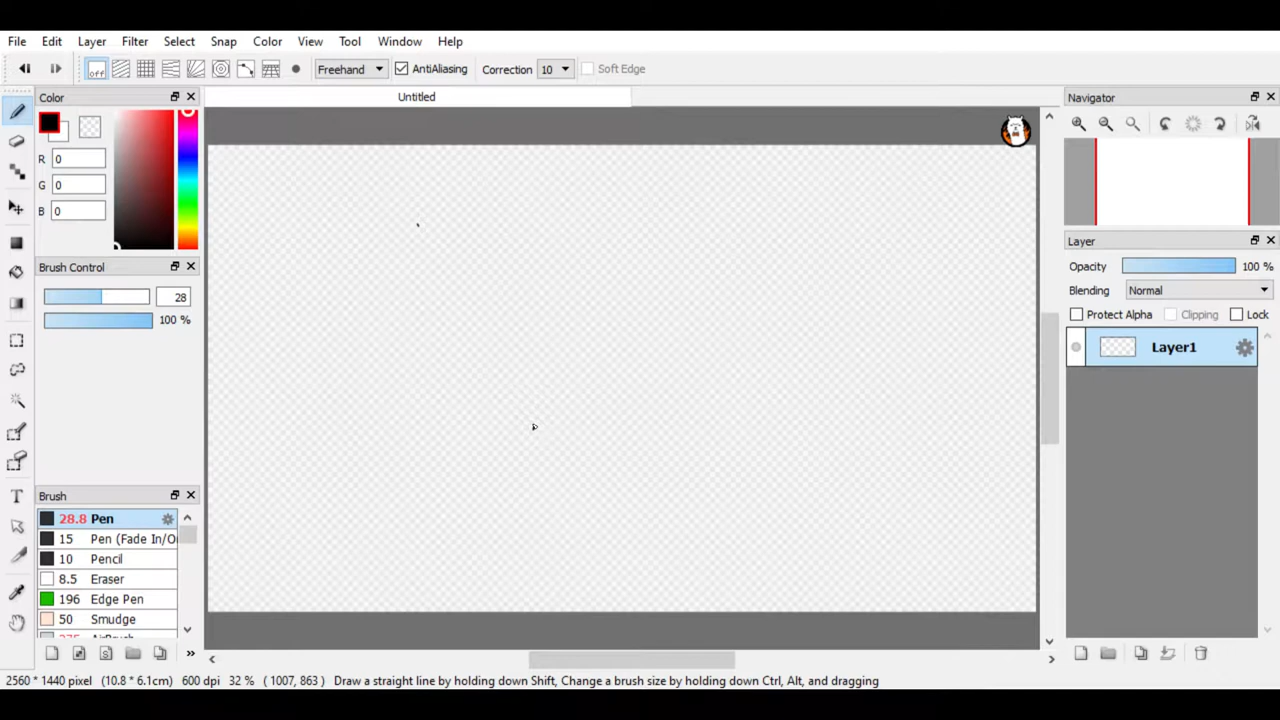 File Edit Layer Filter Select Snap Color View Tool Window Help
off Freehand AntiAliasing Correction 10 Soft Edge
Color
Untitled
Navigator
R 0
G 0
B 0
Brush Control
28
100 %
Layer
Opacity 100 %
Blending Normal
Protect Alpha Clipping Lock
Layer1
Brush
28.8 Pen
15 Pen (Fade In/O
10 Pencil
8.5 Eraser
196 Edge Pen
50 Smudge
T
2560 * 1440 pixel (10.8 * 6.1cm) 600 dpi 32 % ( 1007, 863 ) Draw a straight line by holding down Shift, Change a brush size by holding down Ctrl, Alt, and dragging